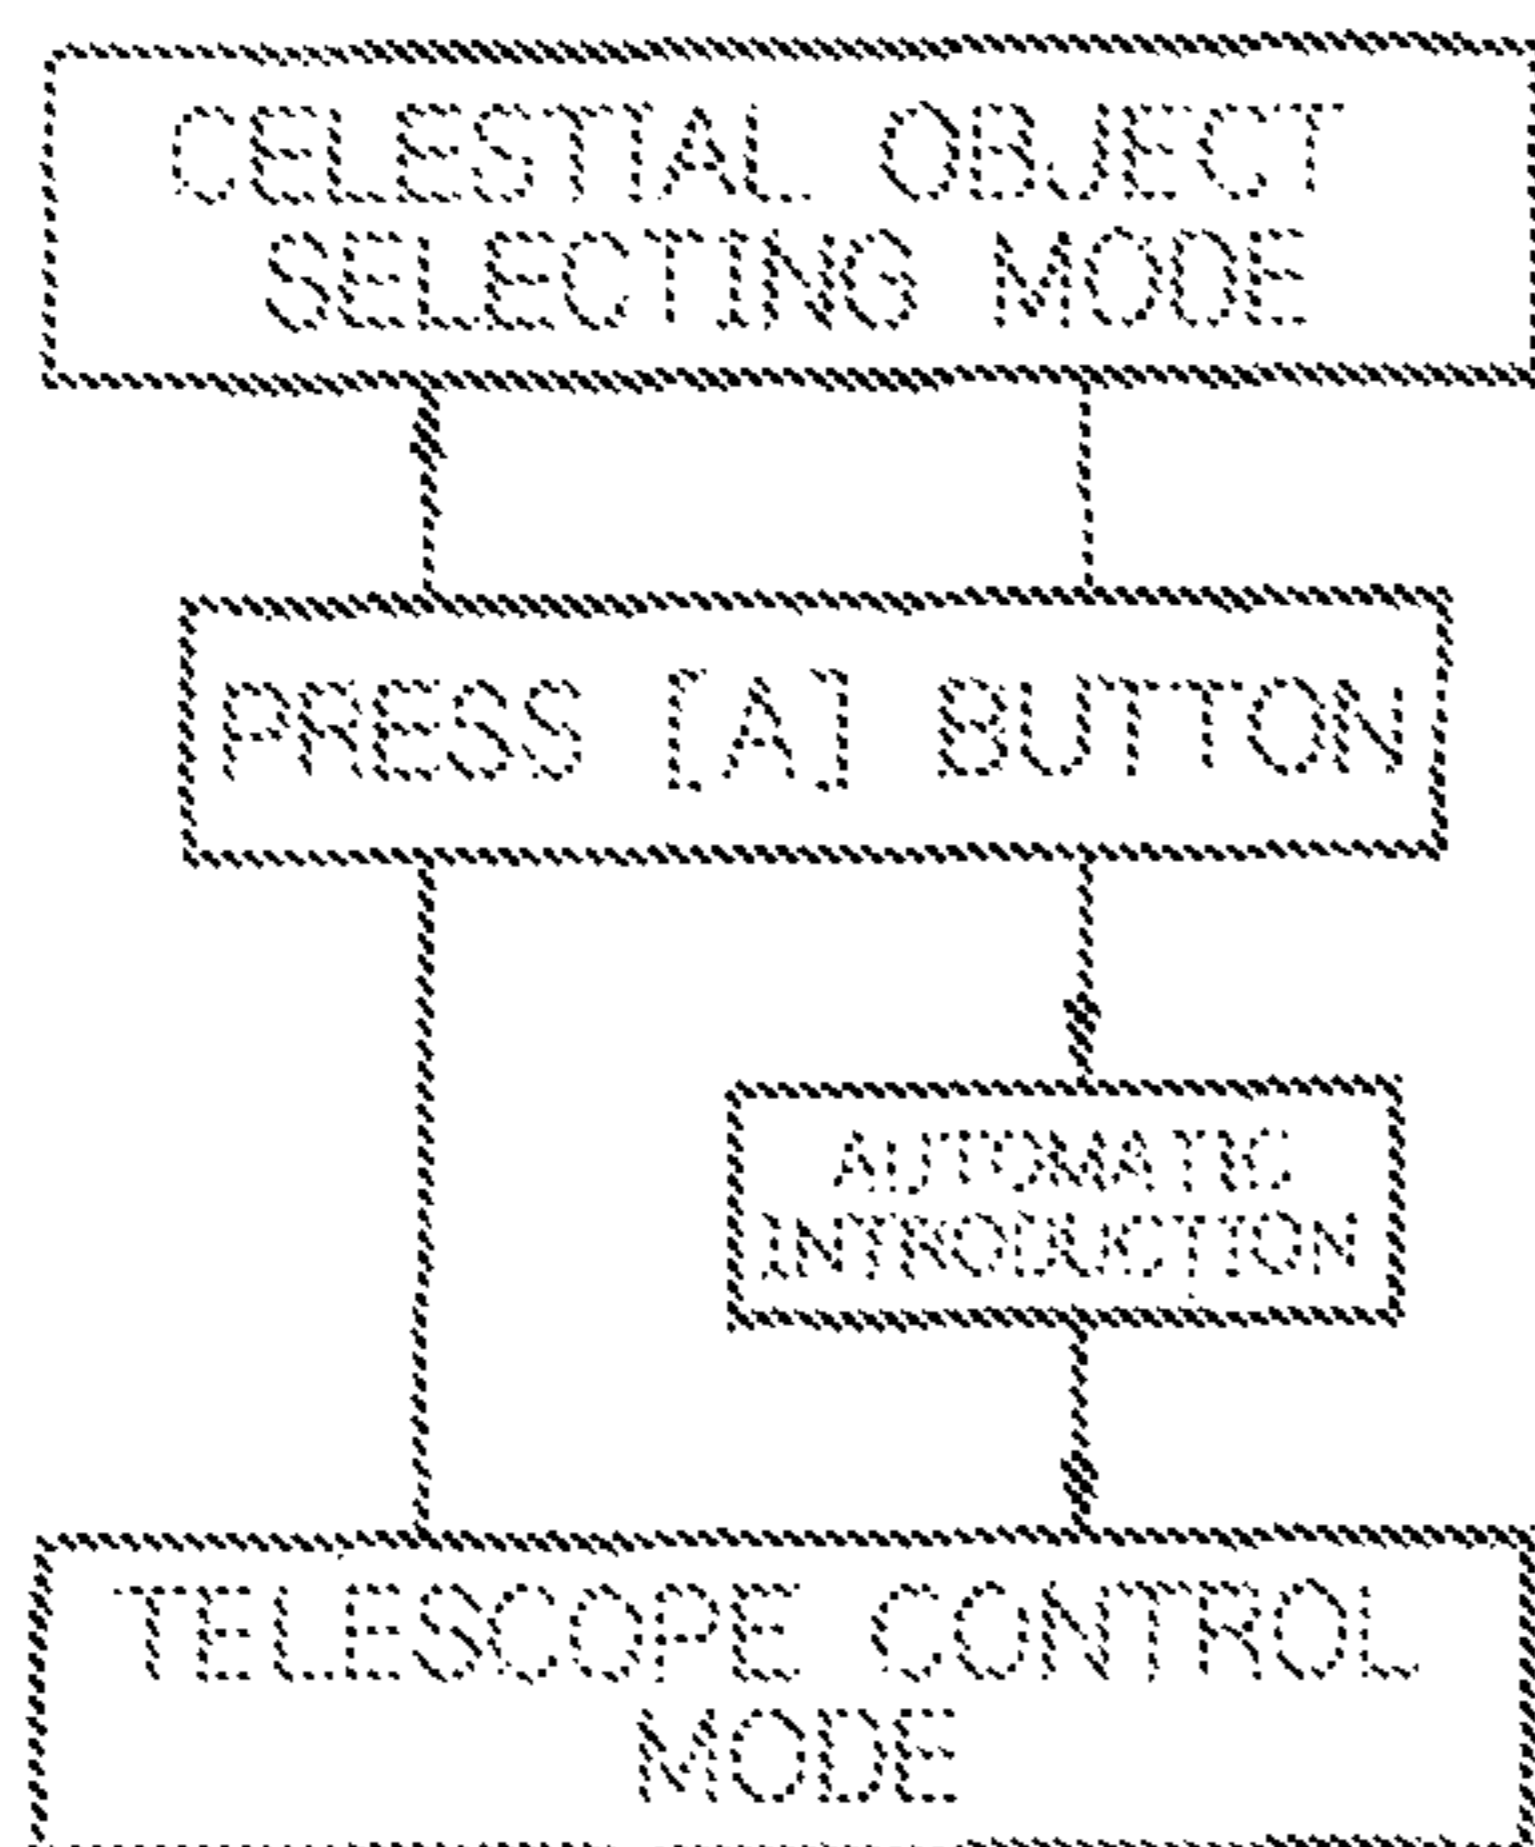 CELESTIAL OBJECT
SELECTING MODE
PRESS [A] BUTTON
AUTOMATIC
INTRODUCTION
TELESCOPE CONTROL
MODE